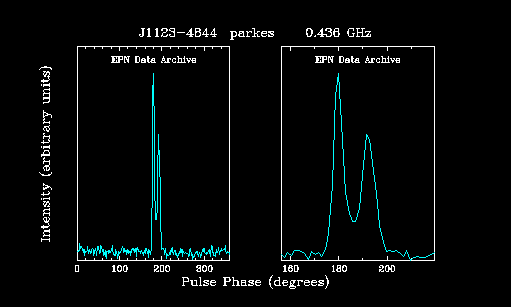 J1123-4844 parkes 0.436 GHz
EPN Data Archive
EPN Data Archive
Intensity (arbitrary units)
0 100 200 300
160 180 200
Pulse Phase (degrees)